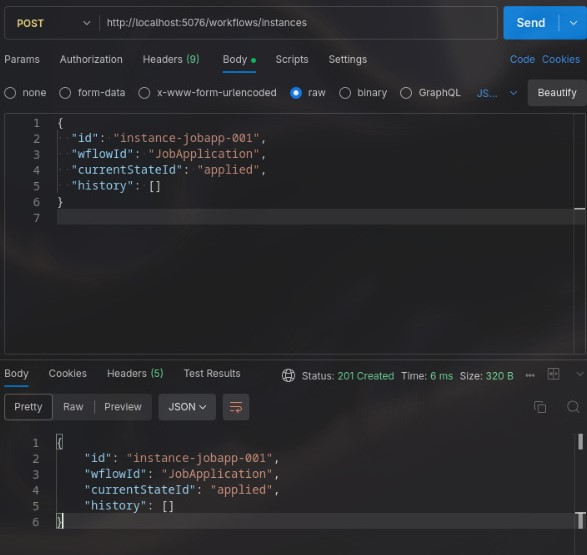 POST http://localhost:5076/workflows/instances Send
Params Authorization Headers (9) Body Scripts Settings Code Cookies
none form-data x-www-form-urlencoded raw binary GraphQL JS... Beautify
1 {
2 "id": "instance-jobapp-001",
3 "wflowId": "JobApplication",
4 "currentStateId": "applied",
5 "history": []
6 }
7
Body Cookies Headers (5) Test Results Status: 201 Created Time: 6 ms Size: 320 B
Pretty Raw Preview JSON
1 {
2 "id": "instance-jobapp-001",
3 "wflowId": "JobApplication",
4 "currentStateId": "applied",
5 "history": []
6 }